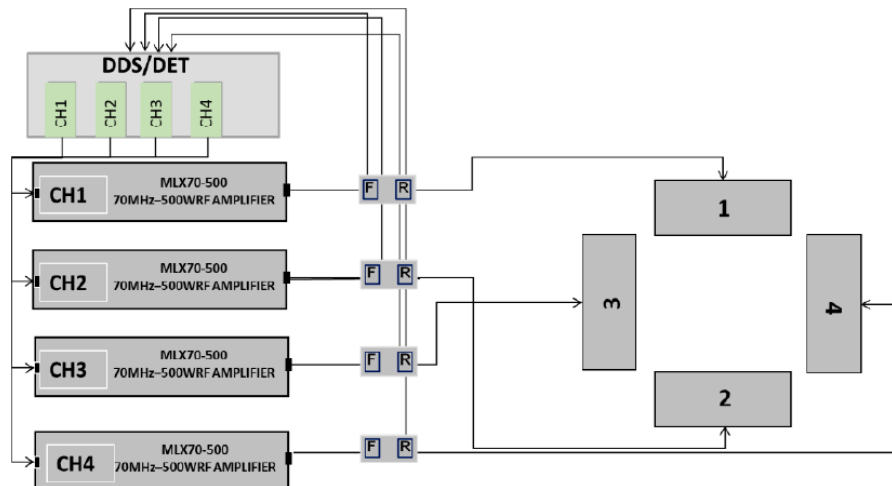 DDS/DET
CH1
CH2
CH3
CH4
CH1
MLX70-500
70MHz–500WRF AMPLIFIER
F
R
CH2
MLX70-500
70MHz–500WRF AMPLIFIER
F
R
CH3
MLX70-500
70MHz–500WRF AMPLIFIER
F
R
CH4
MLX70-500
70MHz–500WRF AMPLIFIER
F
R
1
3
4
2